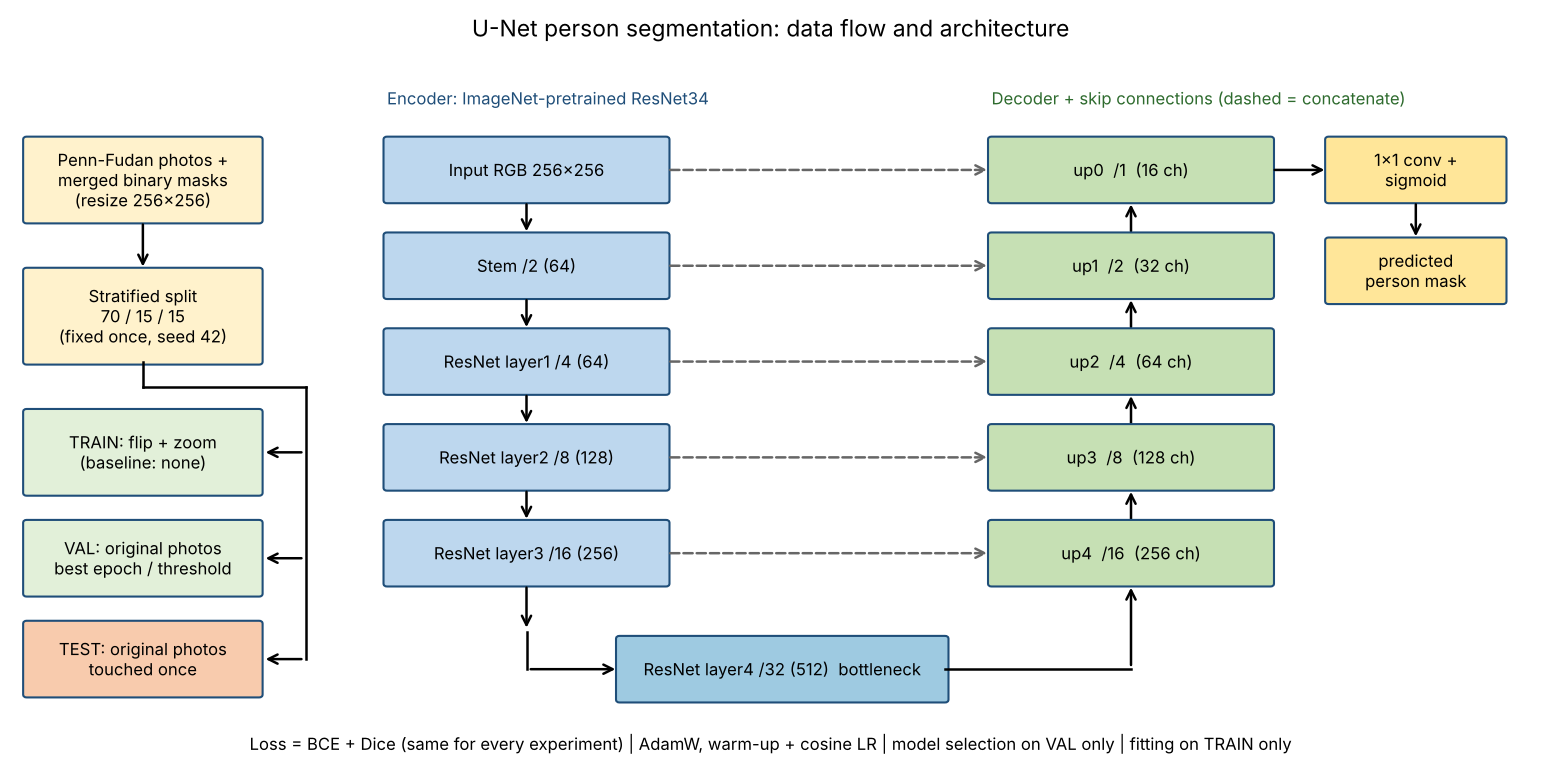 U-Net person segmentation: data flow and architecture
Encoder: ImageNet-pretrained ResNet34
Decoder + skip connections (dashed = concatenate)
Penn-Fudan photos +
merged binary masks
(resize 256×256)
Stratified split
70 / 15 / 15
(fixed once, seed 42)
TRAIN: flip + zoom
(baseline: none)
VAL: original photos
best epoch / threshold
TEST: original photos
touched once
Input RGB 256×256
Stem /2 (64)
ResNet layer1 /4 (64)
ResNet layer2 /8 (128)
ResNet layer3 /16 (256)
ResNet layer4 /32 (512)  bottleneck
up0  /1  (16 ch)
up1  /2  (32 ch)
up2  /4  (64 ch)
up3  /8  (128 ch)
up4  /16  (256 ch)
1×1 conv +
sigmoid
predicted
person mask
Loss = BCE + Dice (same for every experiment) | AdamW, warm-up + cosine LR | model selection on VAL only | fitting on TRAIN only